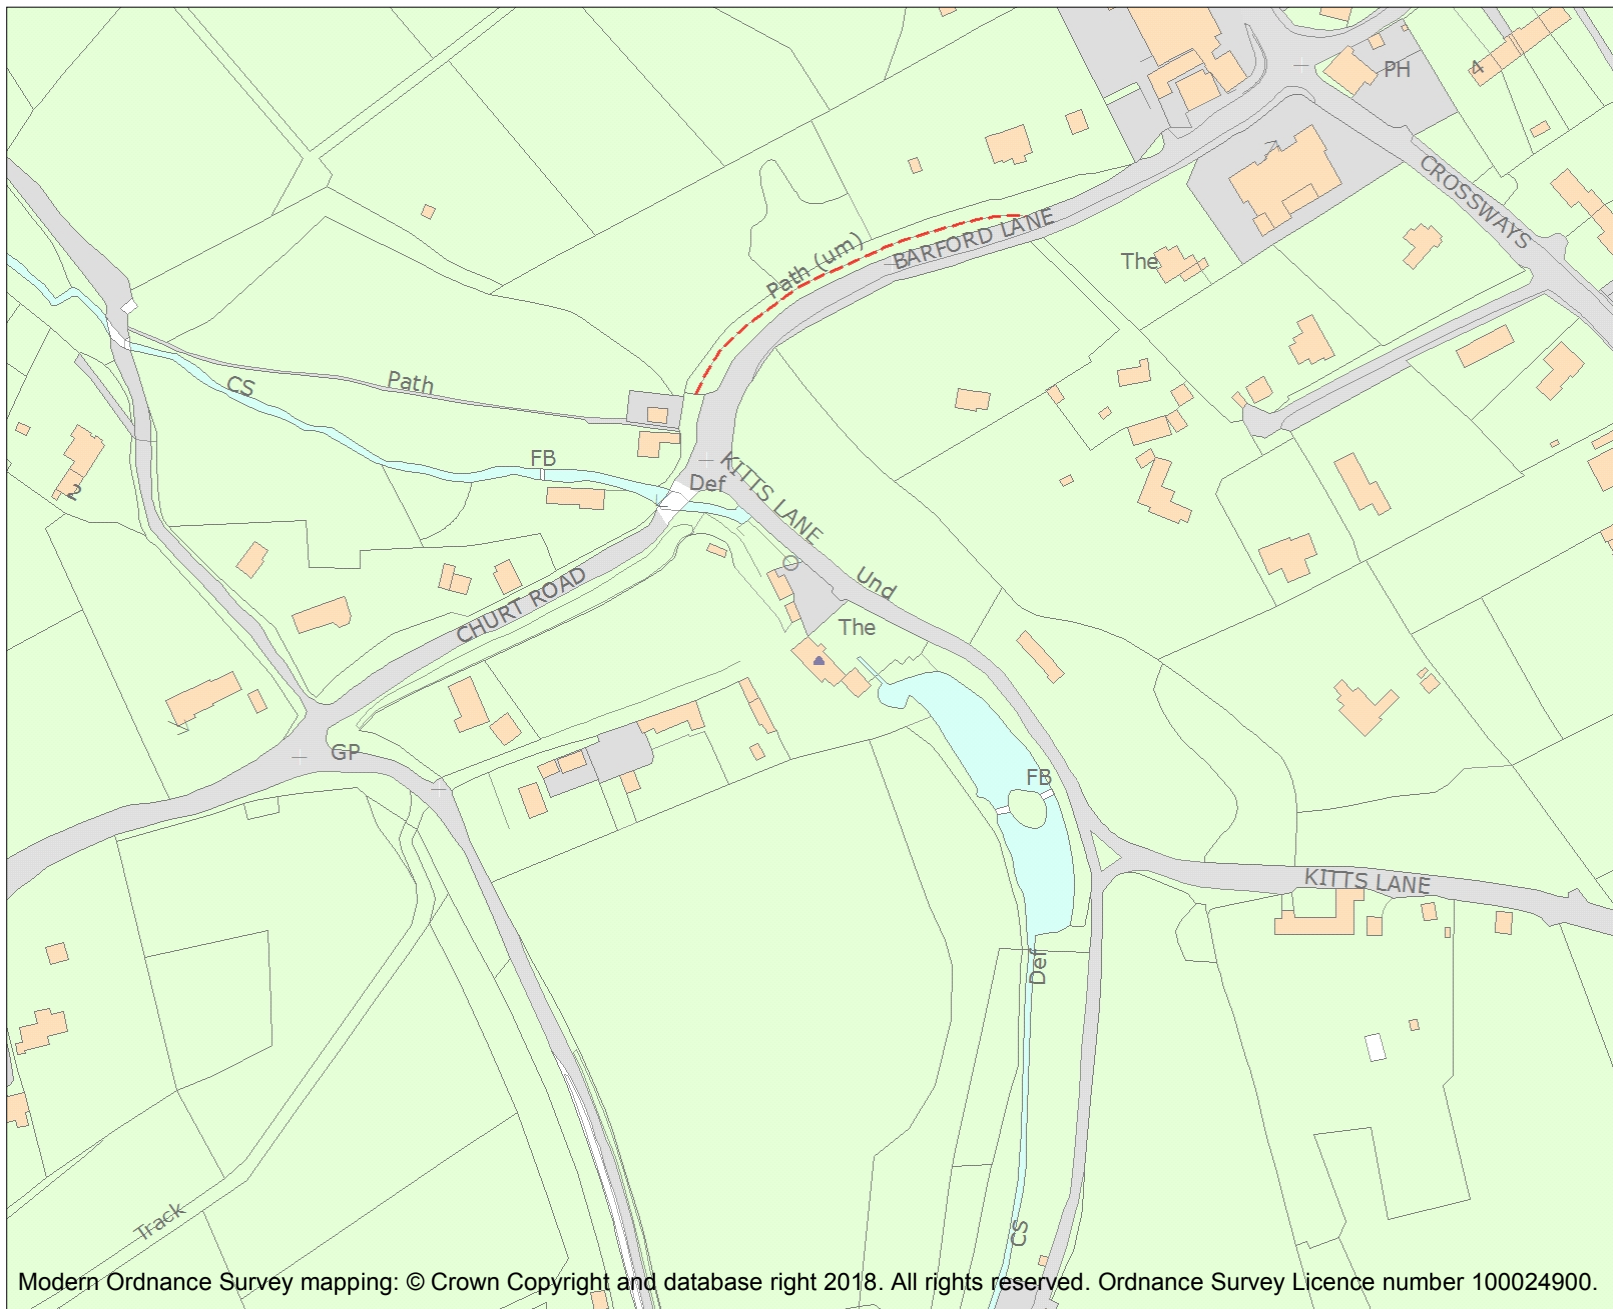 PH
4
CROSSWAYS
BARFORD LANE
Path (um)
The
Path
CS
FB
2
Def
KITTS LANE
Und
CHURT ROAD
The
GP
FB
KITTS LANE
Def
Track
CS
Modern Ordnance Survey mapping: © Crown Copyright and database right 2018. All rights reserved. Ordnance Survey Licence number 100024900.